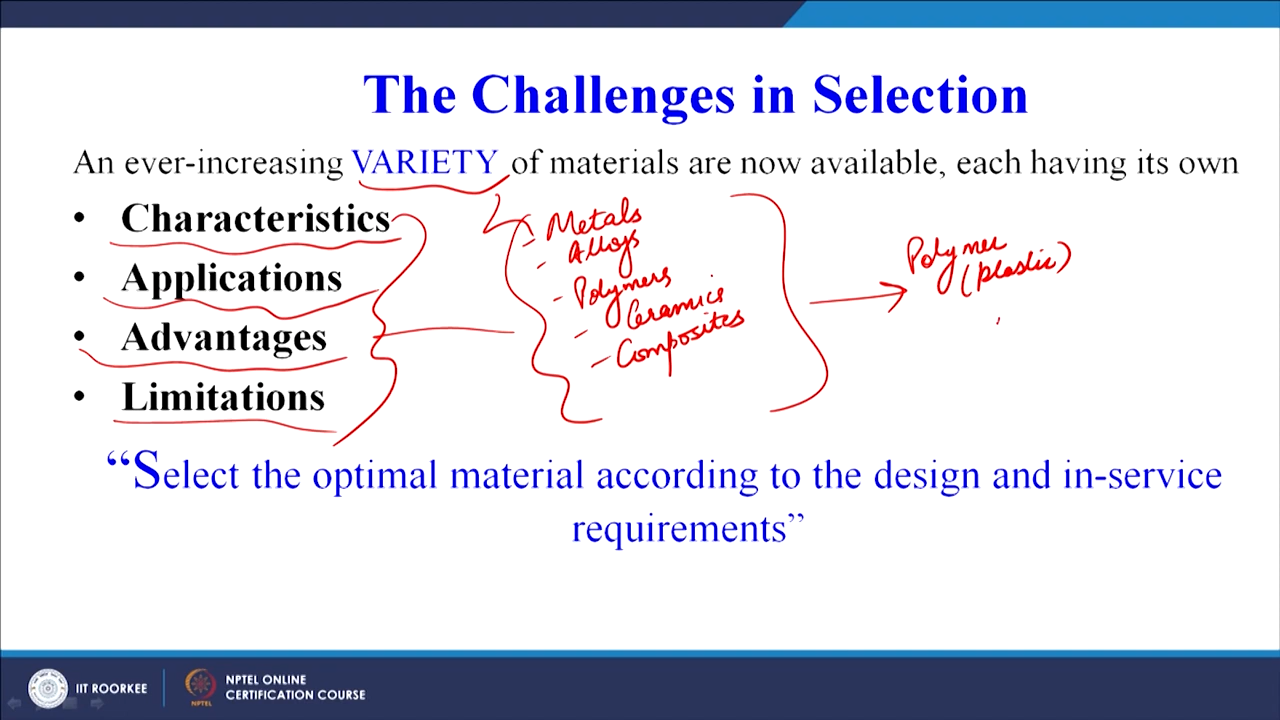 The Challenges in Selection
An ever-increasing VARIETY of materials are now available, each having its own
• Characteristics
• Applications
• Advantages
• Limitations
- Metals
- Alloys
- Polymers
- Ceramics
- Composites
Polymer
(Plastic)
“Select the optimal material according to the design and in-service
requirements”
IIT ROORKEE
NPTEL
NPTEL ONLINE
CERTIFICATION COURSE